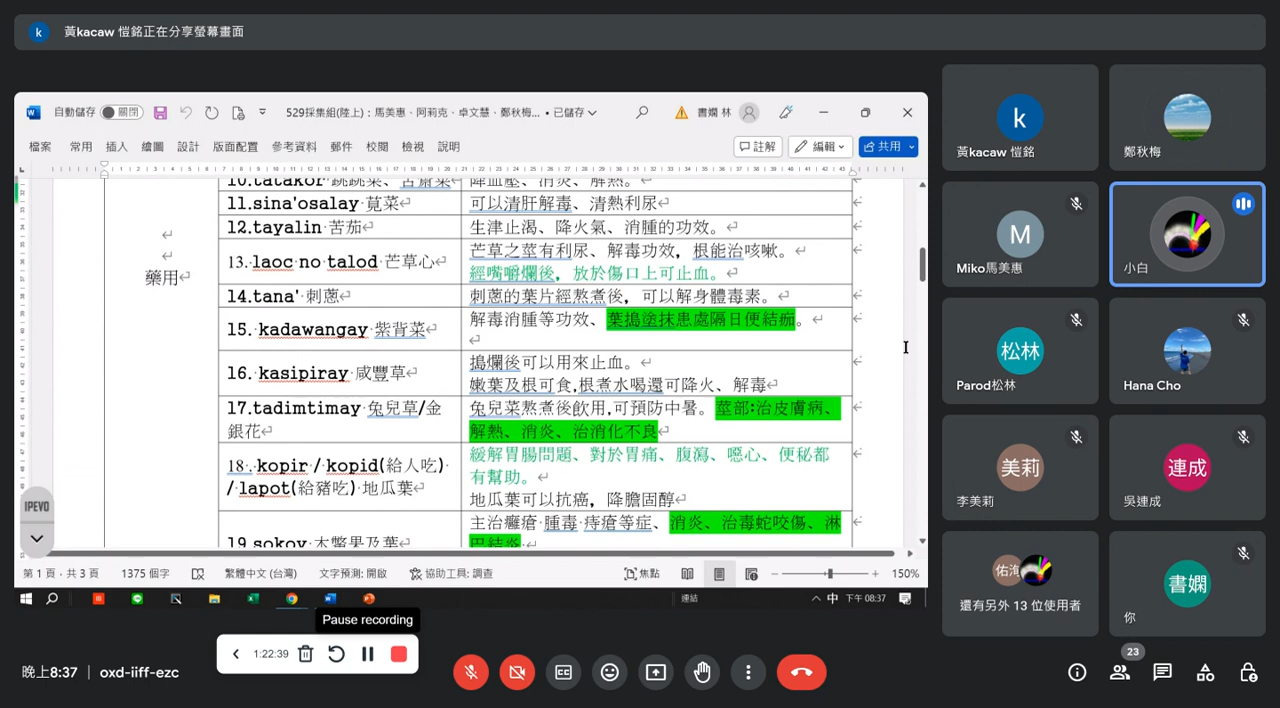 k 黃kacaw 愷銘正在分享螢幕畫面
自動儲存 關閉 529採集組(陸上)：馬美惠‧阿莉克‧卓文慧‧鄭秋梅... • 已儲存 書嫻 林
檔案 常用 插入 繪圖 設計 版面配置 參考資料 郵件 校閱 檢視 說明 註解 編輯 共用
藥用
10.tatakor 跳跳菜、苦齋菜 降血壓、消炎、解熱。
11.sina'osalay 莧菜 可以清肝解毒、清熱利尿
12.tayalin 苦茄 生津止渴、降火氣、消腫的功效。
13. laoc no talod 芒草心 芒草之莖有利尿、解毒功效，根能治咳嗽。
經嘴嚼爛後，放於傷口上可止血。
14.tana' 刺蔥 刺蔥的葉片經熬煮後，可以解身體毒素。
15. kadawangay 紫背菜 解毒消腫等功效、葉搗塗抹患處隔日便結痂。
16. kasipiray 咸豐草 搗爛後可以用來止血。
嫩葉及根可食,根煮水喝還可降火、解毒
17.tadimtimay 兔兒草/金銀花 兔兒菜熬煮後飲用,可預防中暑。莖部:治皮膚病、
解熱、消炎、治消化不良
18. kopir / kopid(給人吃)
/ lapot(給豬吃) 地瓜葉
緩解胃腸問題、對於胃痛、腹瀉、噁心、便秘都
有幫助。
地瓜葉可以抗癌，降膽固醇
19.sokoy 木鱉果及葉 主治癰瘡 腫毒 痔瘡等症、消炎、治毒蛇咬傷、淋
巴結炎
IPEVO
第 1 頁，共 3 頁 1375 個字 繁體中文 (台灣) 文字預測: 開啟 協助工具: 調查 焦點 150%
連結 中 下午 08:37
Pause recording
1:22:39
晚上8:37 | oxd-iiff-ezc
23
k
黃kacaw 愷銘
鄭秋梅
M
Miko馬美惠
小白
松林
Parod松林
Hana Cho
美莉
李美莉
連成
吳連成
佑洵
還有另外 13 位使用者
書嫻
你